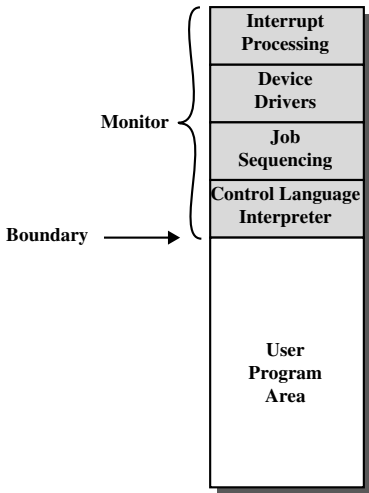 Interrupt
Processing
Device
Drivers
Monitor
Job
Sequencing
Control Language
Interpreter
Boundary
User
Program
Area